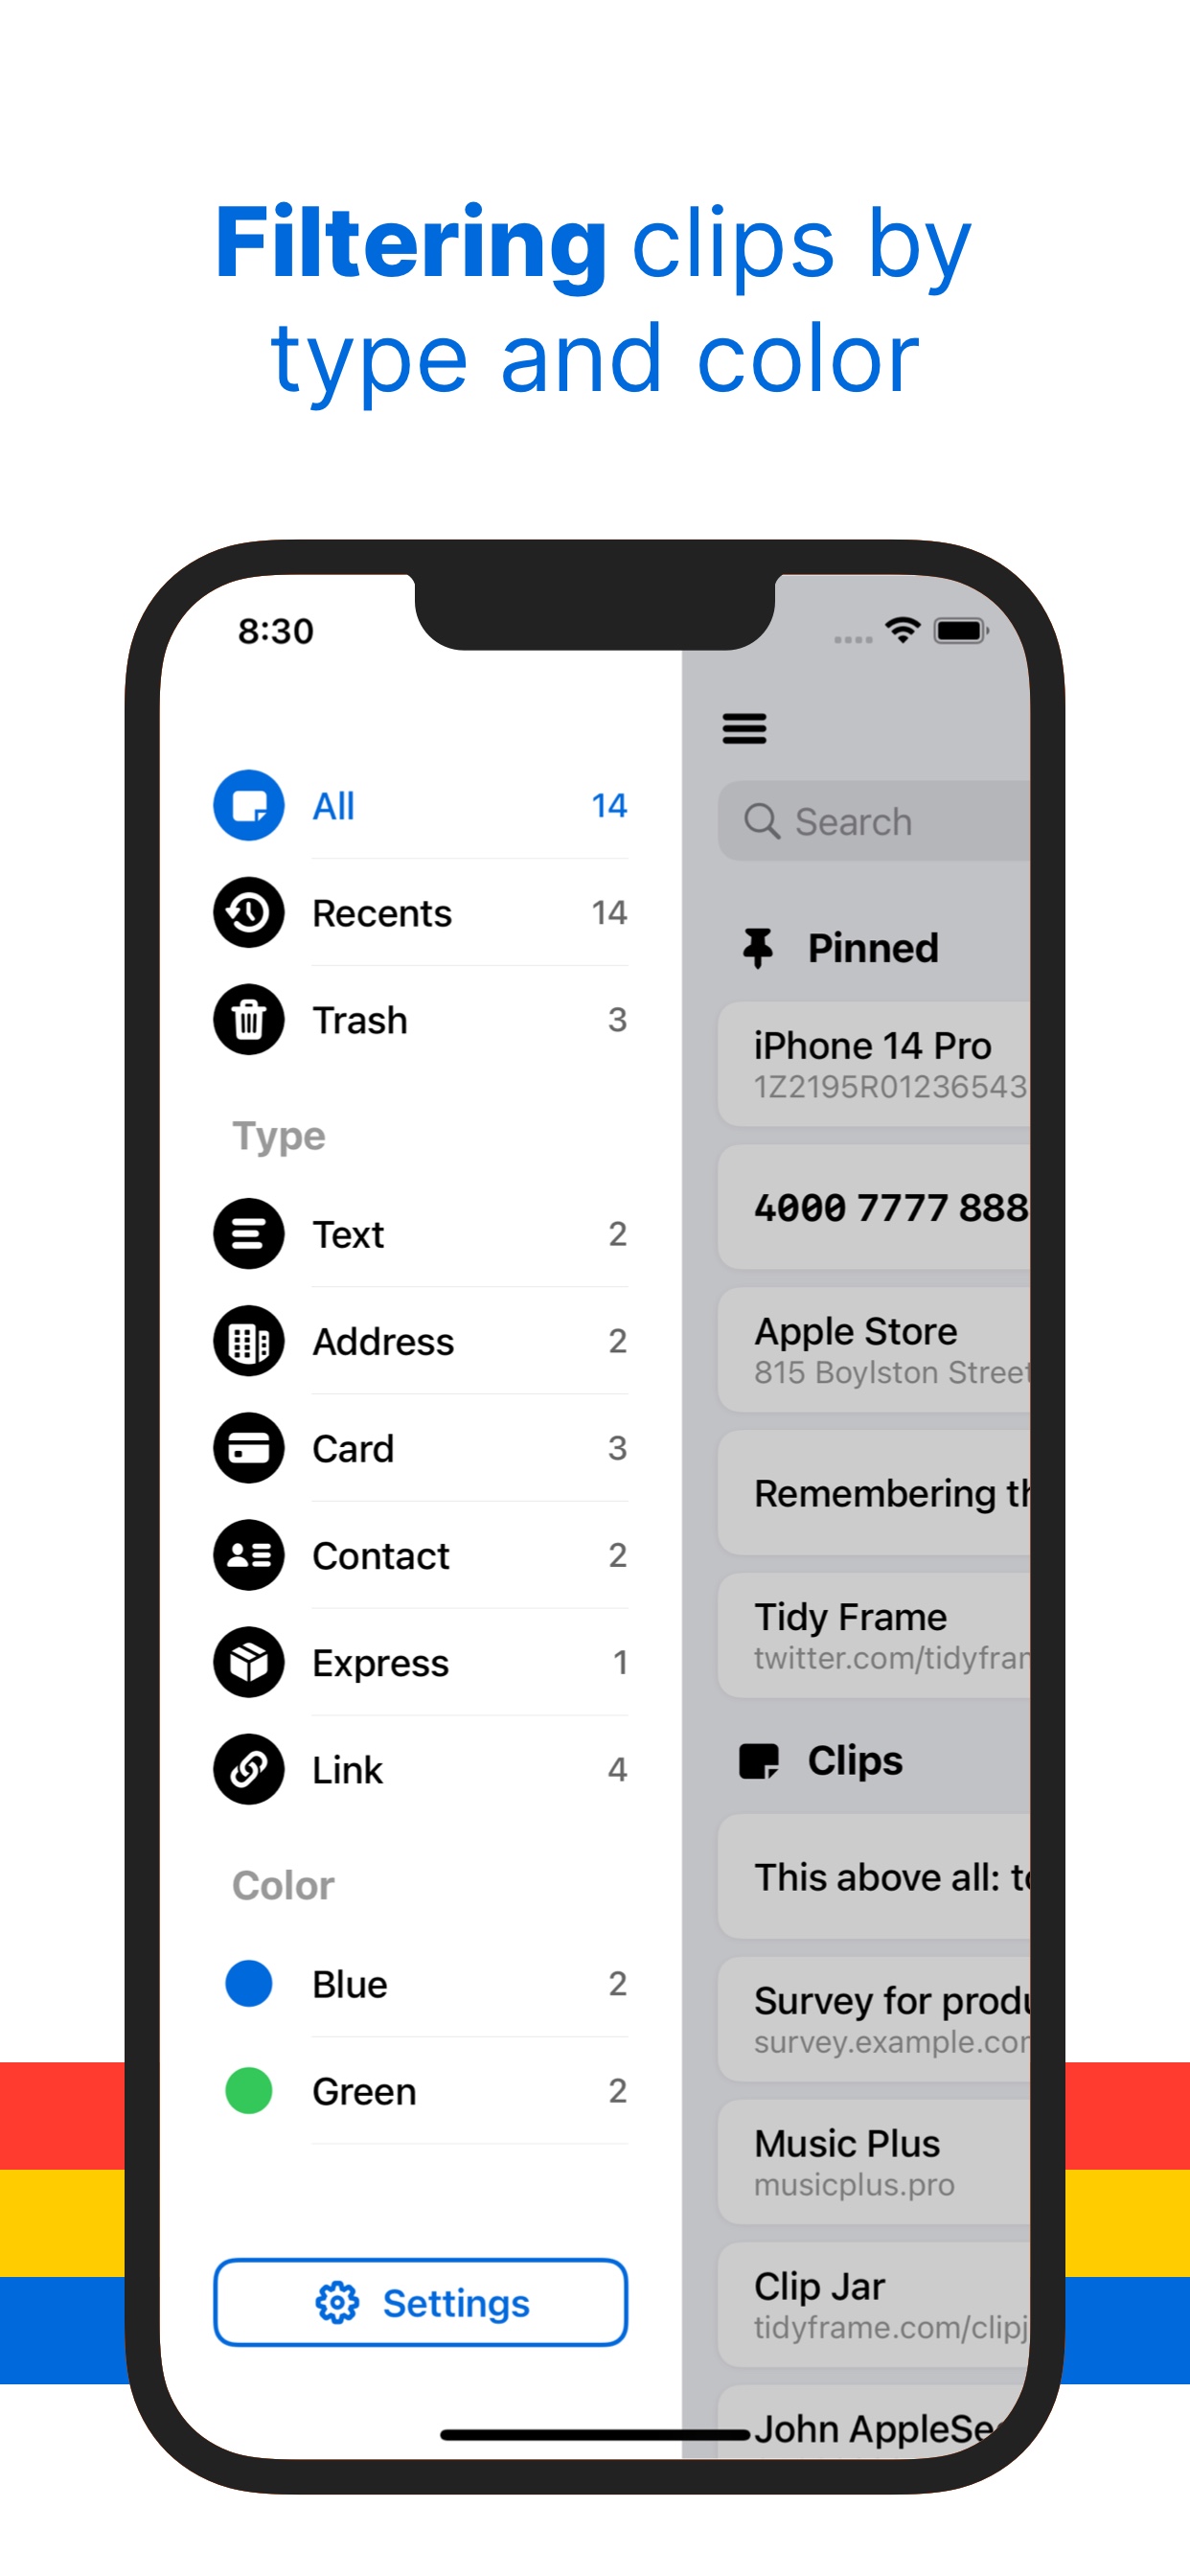 Filtering clips by
type and color
8:30
All 14
Recents 14
Trash 3
Type
Text 2
Address 2
Card 3
Contact 2
Express 1
Link 4
Color
Blue 2
Green 2
Settings
Search
Pinned
iPhone 14 Pro
1Z2195R01236543
4000 7777 888
Apple Store
815 Boylston Street
Remembering th
Tidy Frame
twitter.com/tidyfran
Clips
This above all: to
Survey for produ
survey.example.com
Music Plus
musicplus.pro
Clip Jar
tidyframe.com/clipj
John AppleSee